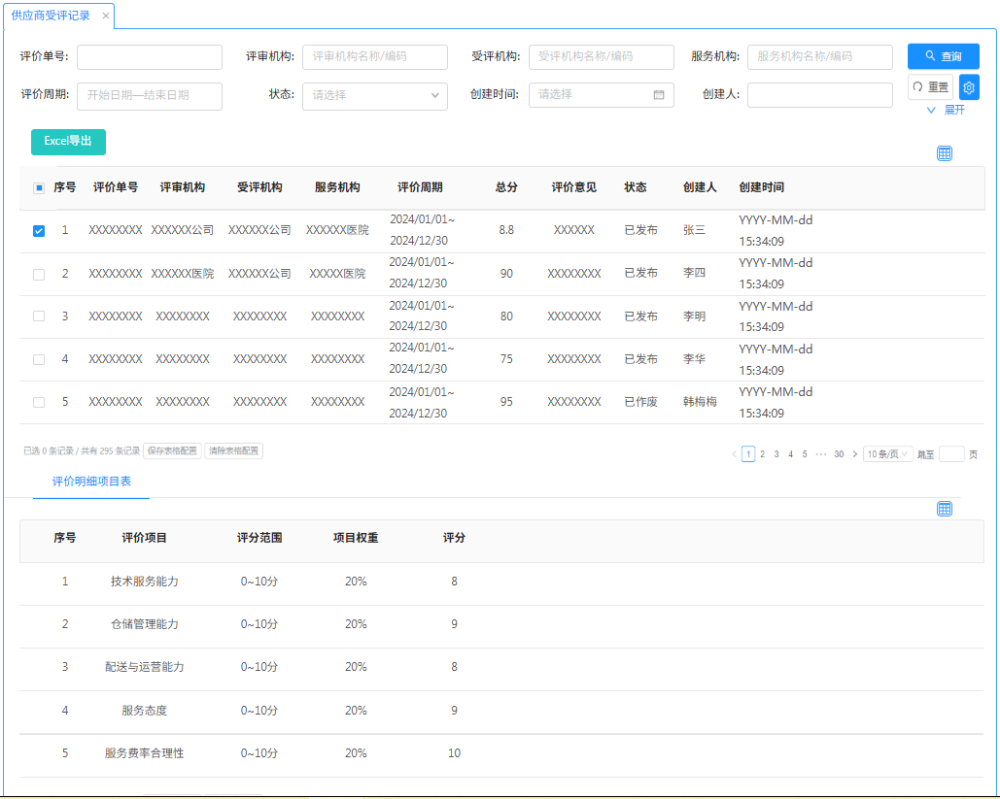 供应商受评记录 ×
评价单号: 评审机构: 评审机构名称/编码 受评机构: 受评机构名称/编码 服务机构: 服务机构名称/编码 查询
评价周期: 开始日期—结束日期 状态: 请选择 创建时间: 请选择 创建人: 重置
展开
Excel导出
序号 评价单号 评审机构 受评机构 服务机构 评价周期 总分 评价意见 状态 创建人 创建时间
1 XXXXXXXX XXXXXX公司 XXXXXX公司 XXXXXX医院 2024/01/01~ 2024/12/30 8.8 XXXXXX 已发布 张三 YYYY-MM-dd 15:34:09
2 XXXXXXXX XXXXXX医院 XXXXXX公司 XXXXX医院 2024/01/01~ 2024/12/30 90 XXXXXXXX 已发布 李四 YYYY-MM-dd 15:34:09
3 XXXXXXXX XXXXXXXX XXXXXXXX XXXXXXXX 2024/01/01~ 2024/12/30 80 XXXXXXXX 已发布 李明 YYYY-MM-dd 15:34:09
4 XXXXXXXX XXXXXXXX XXXXXXXX XXXXXXXX 2024/01/01~ 2024/12/30 75 XXXXXXXX 已发布 李华 YYYY-MM-dd 15:34:09
5 XXXXXXXX XXXXXXXX XXXXXXXX XXXXXXXX 2024/01/01~ 2024/12/30 95 XXXXXXXX 已作废 韩梅梅 YYYY-MM-dd 15:34:09
已选 0 条记录 / 共有 295 条记录 保存表格配置 清除表格配置 < 1 2 3 4 5 ··· 30 > 10 条/页 跳至 页
评价明细项目表
序号 评价项目 评分范围 项目权重 评分
1 技术服务能力 0~10分 20% 8
2 仓储管理能力 0~10分 20% 9
3 配送与运营能力 0~10分 20% 8
4 服务态度 0~10分 20% 9
5 服务费率合理性 0~10分 20% 10